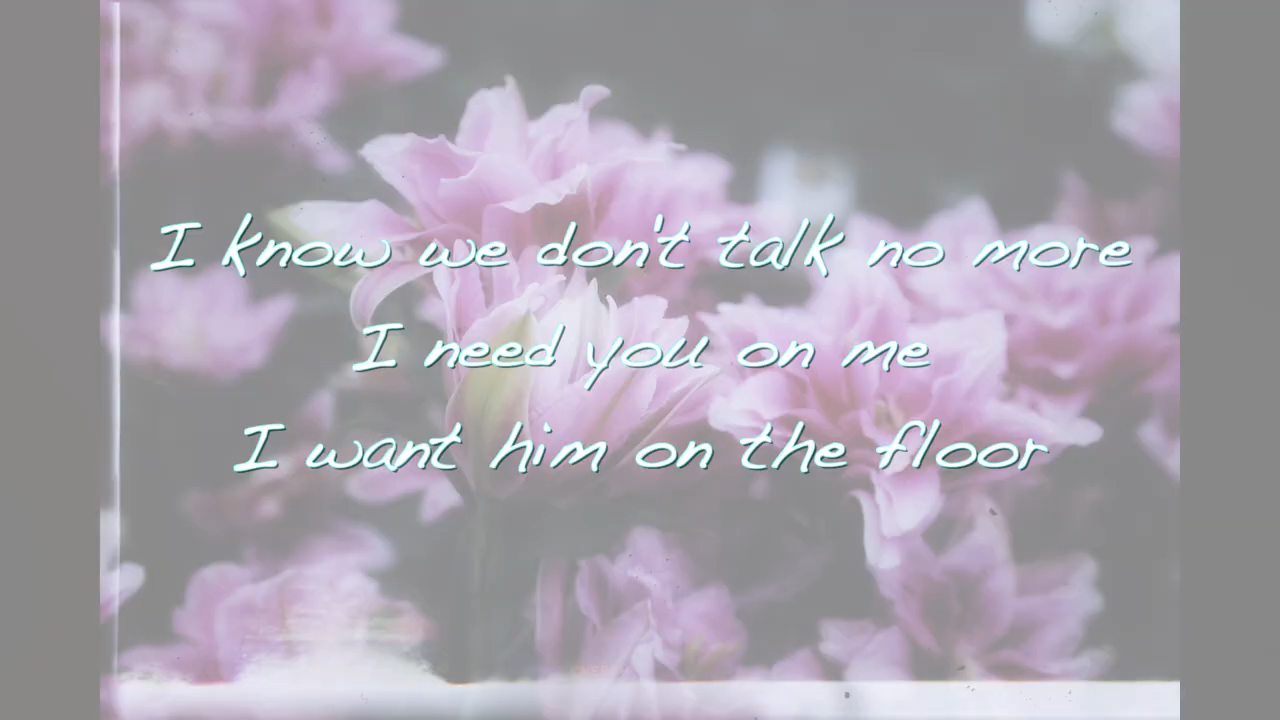 I know we don't talk no more
I need you on me
I want him on the floor